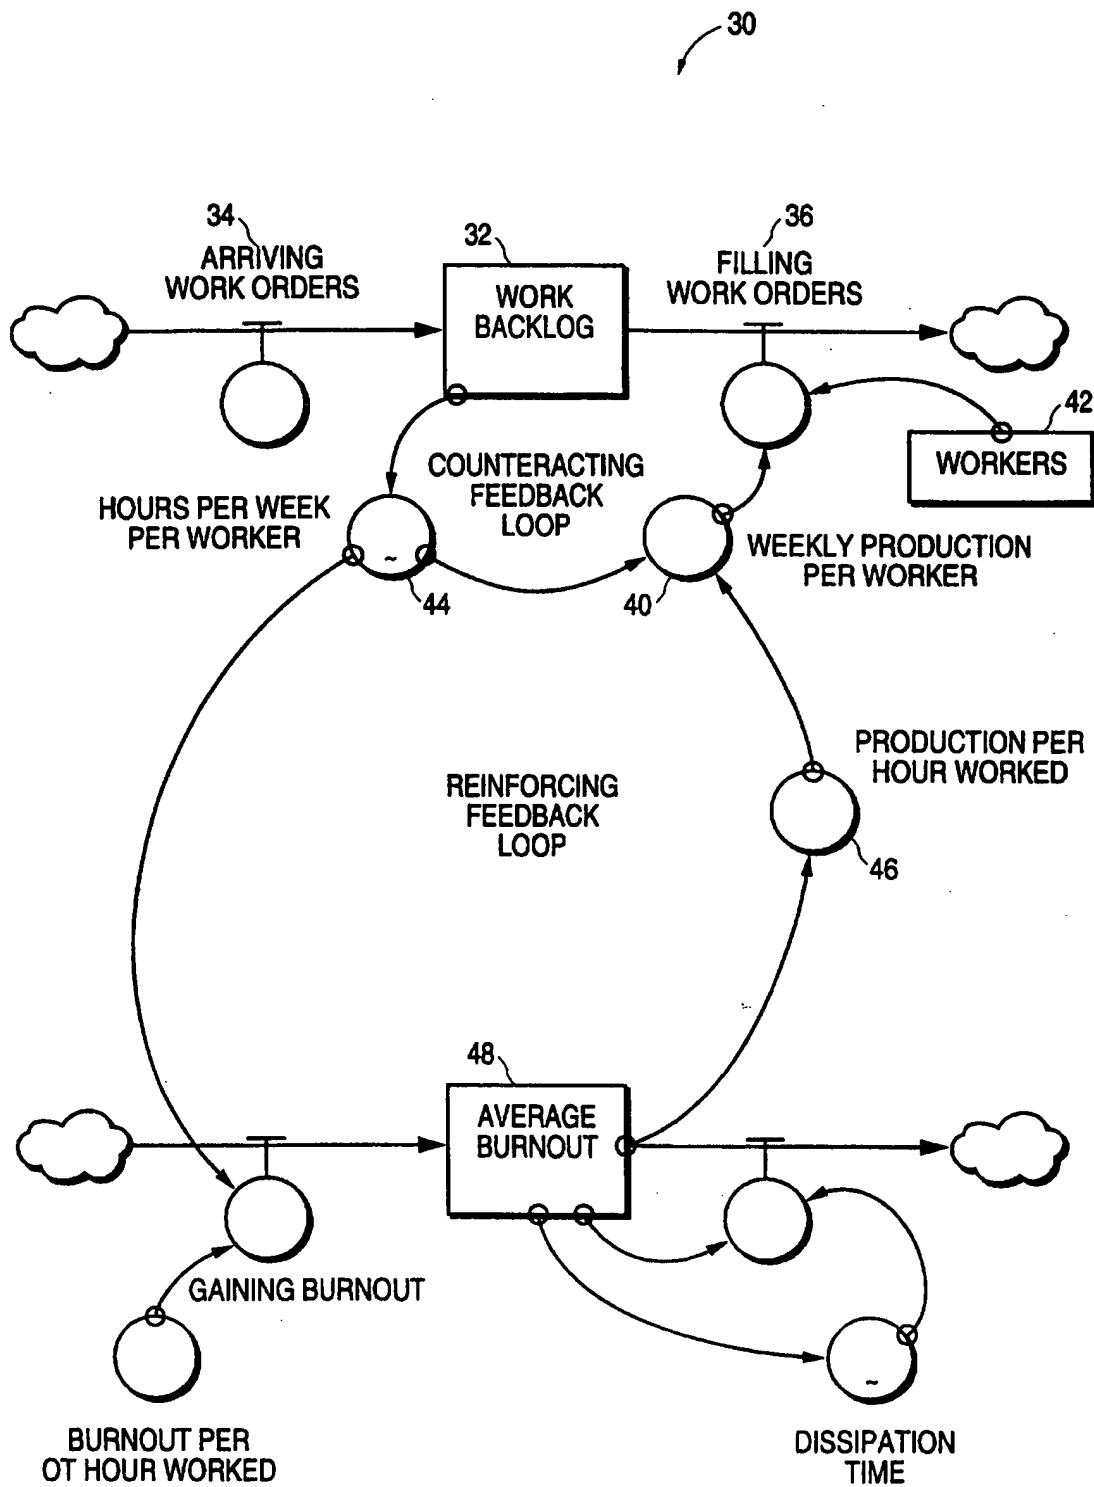 30
34
ARRIVING
WORK ORDERS
32
WORK
BACKLOG
36
FILLING
WORK ORDERS
42
WORKERS
HOURS PER WEEK
PER WORKER
~
44
COUNTERACTING
FEEDBACK
LOOP
40
WEEKLY PRODUCTION
PER WORKER
PRODUCTION PER
HOUR WORKED
46
REINFORCING
FEEDBACK
LOOP
48
AVERAGE
BURNOUT
GAINING BURNOUT
BURNOUT PER
OT HOUR WORKED
~
DISSIPATION
TIME